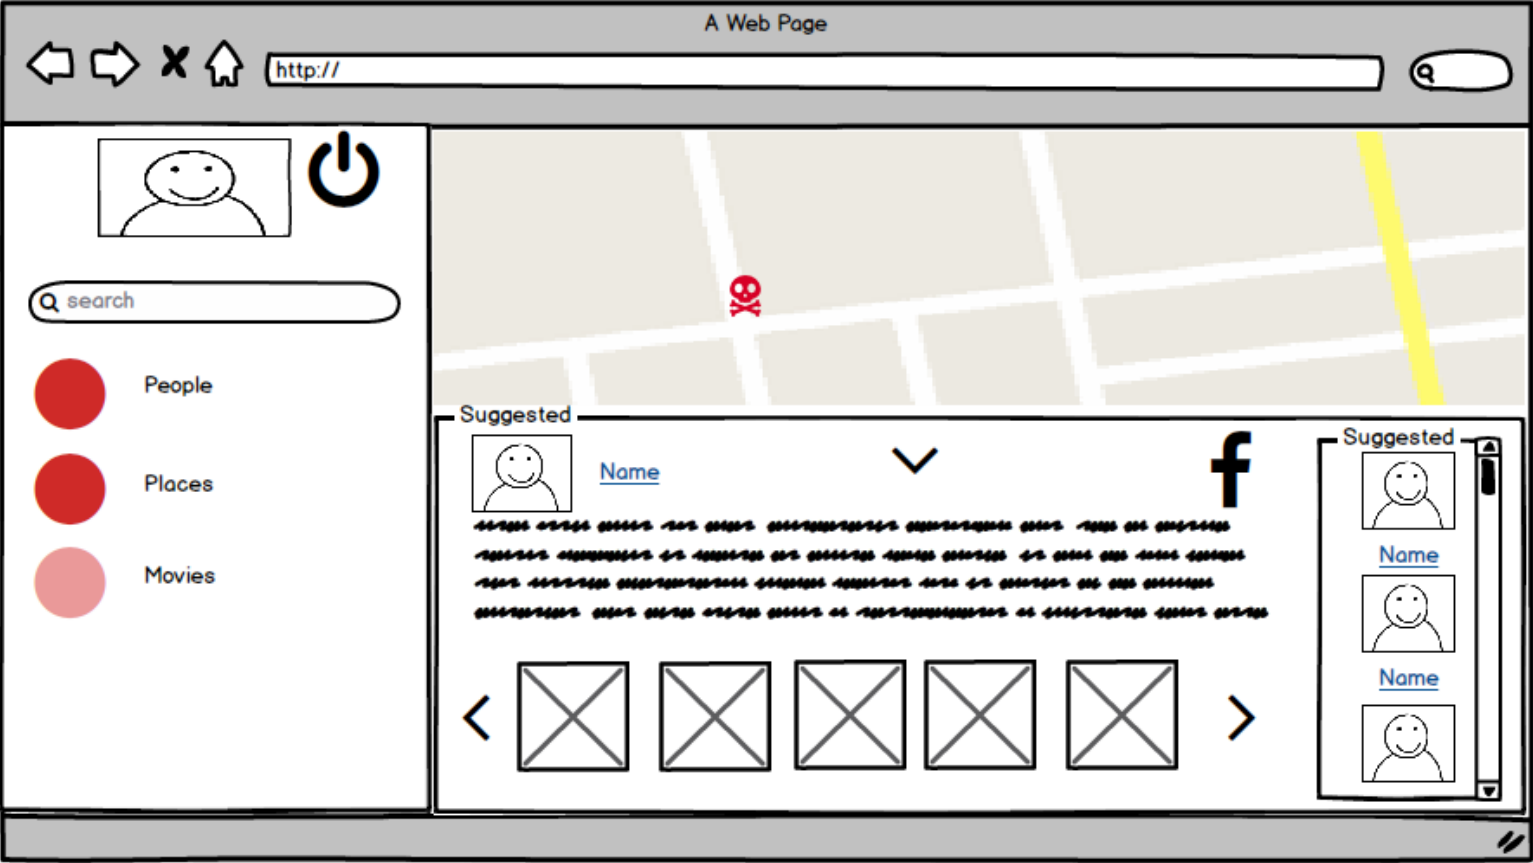 A Web Page
http://
search
People
Places
Movies
Suggested
Name
Suggested
Name
Name